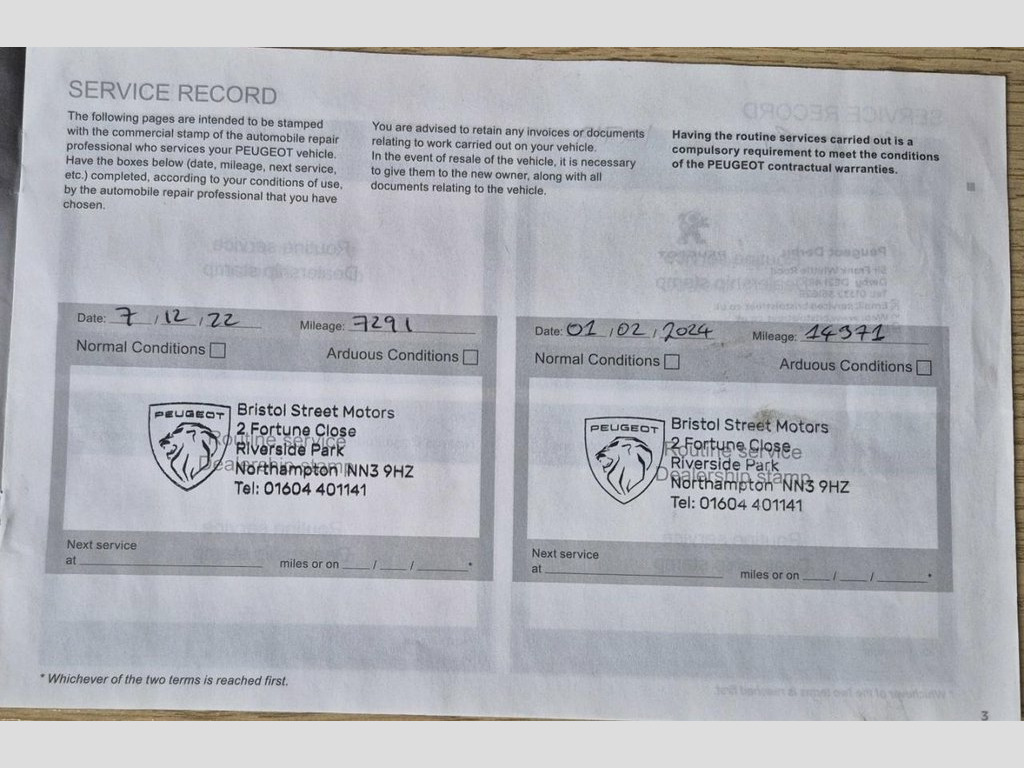 SERVICE RECORD
The following pages are intended to be stamped
with the commercial stamp of the automobile repair
professional who services your PEUGEOT vehicle.
Have the boxes below (date, mileage, next service,
etc.) completed, according to your conditions of use,
by the automobile repair professional that you have
chosen.
You are advised to retain any invoices or documents
relating to work carried out on your vehicle.
In the event of resale of the vehicle, it is necessary
to give them to the new owner, along with all
documents relating to the vehicle.
Having the routine services carried out is a
compulsory requirement to meet the conditions
of the PEUGEOT contractual warranties.
Date: 7 / 12 / 22 Mileage: 7291
Normal Conditions Arduous Conditions
PEUGEOT
Bristol Street Motors
2 Fortune Close
Routine service
Riverside Park
Dealership stamp
Northampton NN3 9HZ
Tel: 01604 401141
Next service
at miles or on / / *
Date: 01 / 02 / 2024 Mileage: 14371
Normal Conditions Arduous Conditions
PEUGEOT
Bristol Street Motors
2 Fortune Close
Routine service
Riverside Park
Dealership stamp
Northampton NN3 9HZ
Tel: 01604 401141
Next service
at miles or on / / *
* Whichever of the two terms is reached first.
3